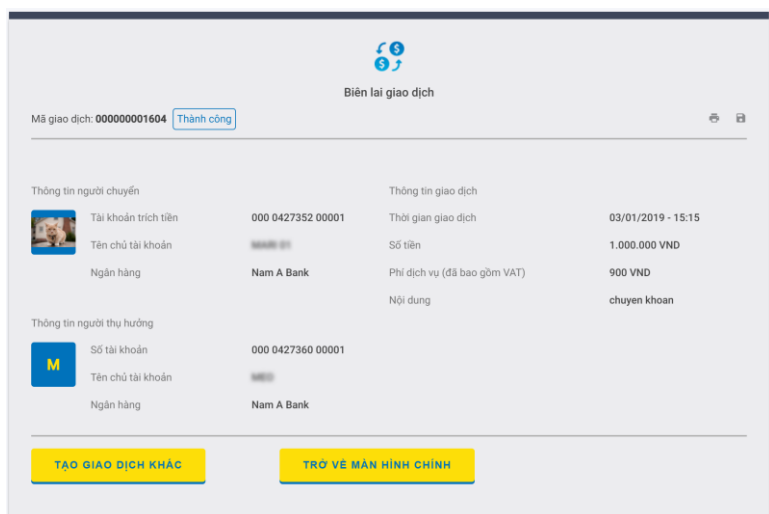 Biên lai giao dịch
Mã giao dịch: 000000001604 Thành công
Thông tin người chuyển
Tài khoản trích tiền 000 0427352 00001
Tên chủ tài khoản
Ngân hàng Nam A Bank
Thông tin giao dịch
Thời gian giao dịch 03/01/2019 - 15:15
Số tiền 1.000.000 VND
Phí dịch vụ (đã bao gồm VAT) 900 VND
Nội dung chuyen khoan
Thông tin người thụ hưởng
M
Số tài khoản 000 0427360 00001
Tên chủ tài khoản
Ngân hàng Nam A Bank
TẠO GIAO DỊCH KHÁC
TRỞ VỀ MÀN HÌNH CHÍNH